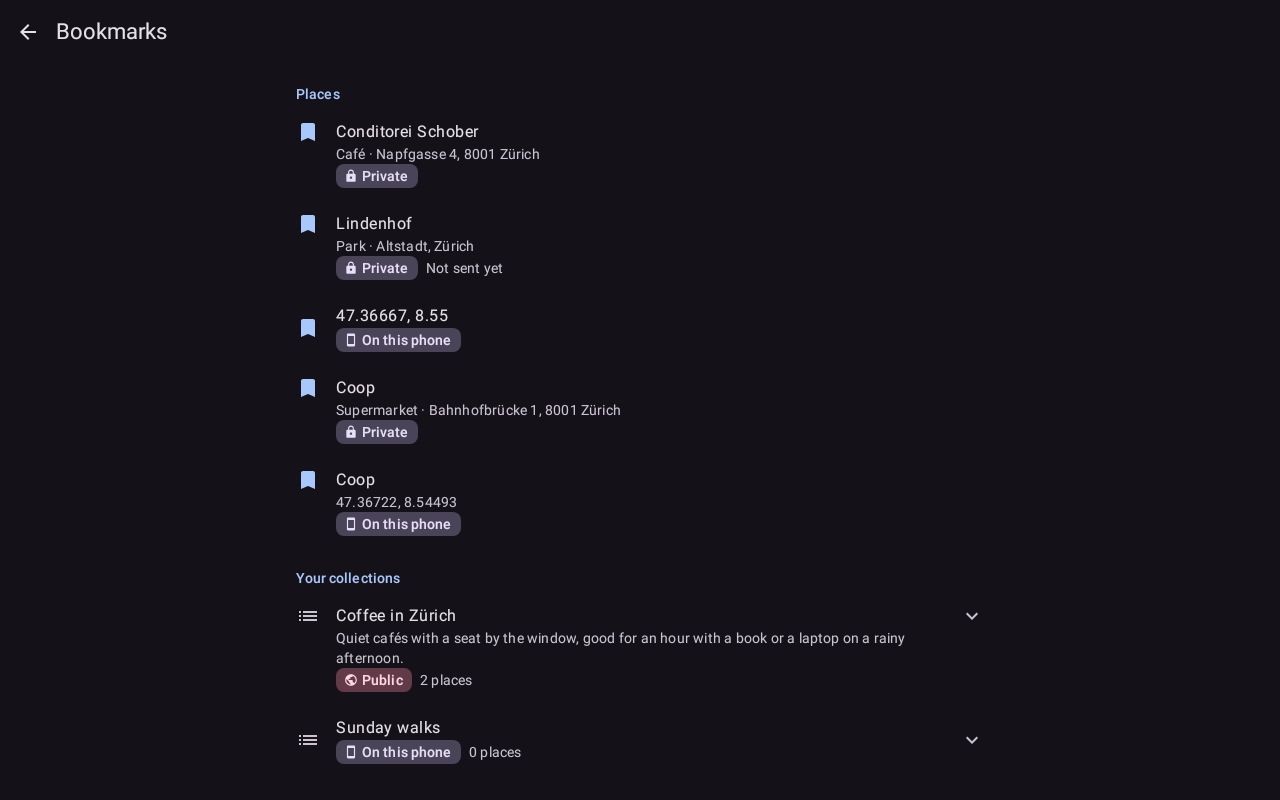 Bookmarks
Places
Conditorei Schober
Café · Napfgasse 4, 8001 Zürich
Private
Lindenhof
Park · Altstadt, Zürich
Private Not sent yet
47.36667, 8.55
On this phone
Coop
Supermarket · Bahnhofbrücke 1, 8001 Zürich
Private
Coop
47.36722, 8.54493
On this phone
Your collections
Coffee in Zürich
Quiet cafés with a seat by the window, good for an hour with a book or a laptop on a rainy
afternoon.
Public 2 places
Sunday walks
On this phone 0 places